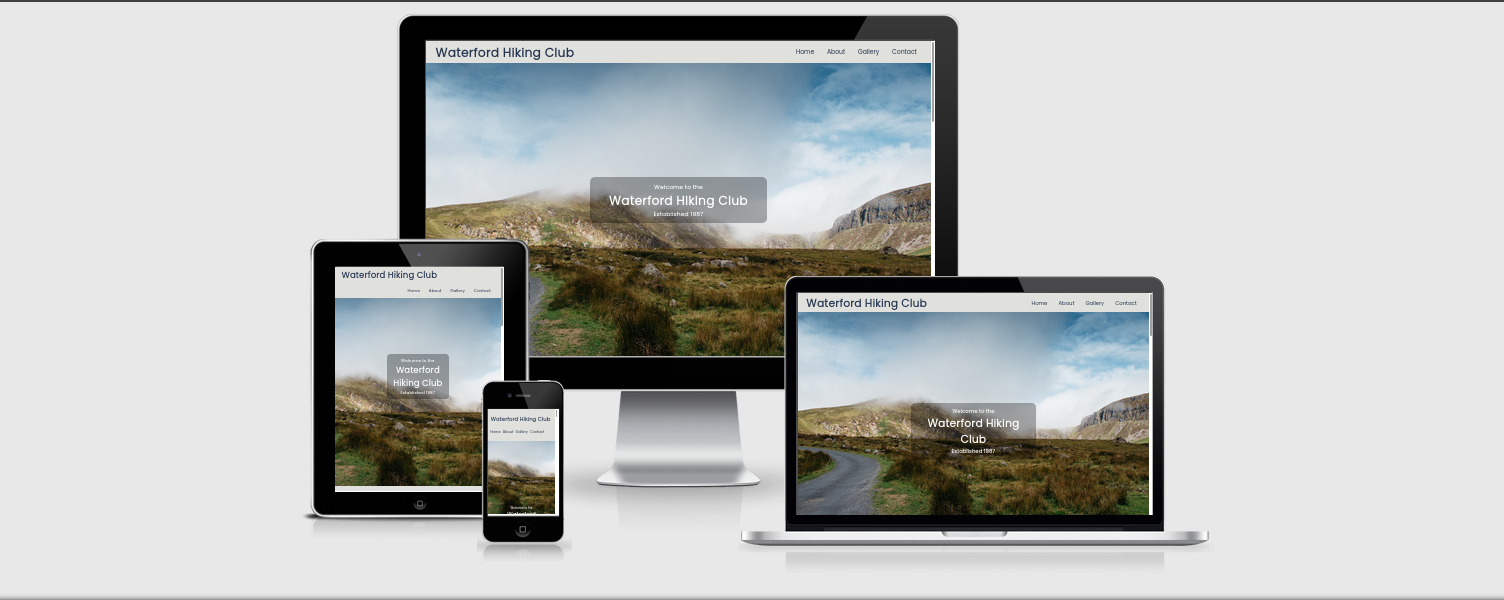 Waterford Hiking Club
Home About Gallery Contact
Welcome to the
Waterford Hiking Club
Established 1987
Waterford Hiking Club
Home About Gallery Contact
Welcome to the
Waterford
Hiking Club
Established 1987
Waterford Hiking Club
Home About Gallery Contact
Welcome to the
Waterford
Waterford Hiking Club
Home About Gallery Contact
Welcome to the
Waterford Hiking
Club
Established 1987